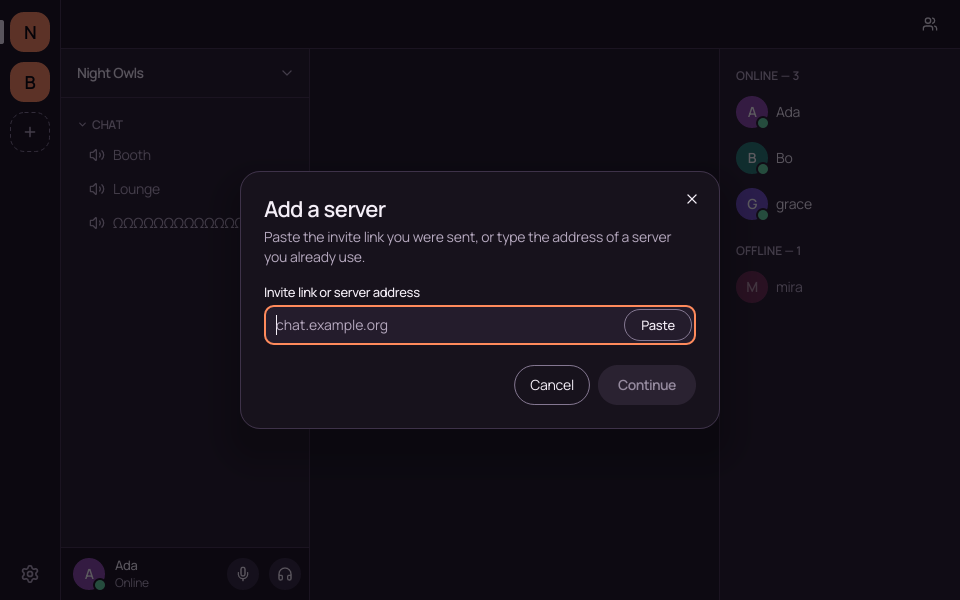 N
B
Night Owls
CHAT
Booth
Lounge
ONLINE — 3
A
Ada
B
Bo
G
grace
OFFLINE — 1
M
mira
Add a server
Paste the invite link you were sent, or type the address of a server
you already use.
Invite link or server address
chat.example.org
Paste
Cancel
Continue
A
Ada
Online